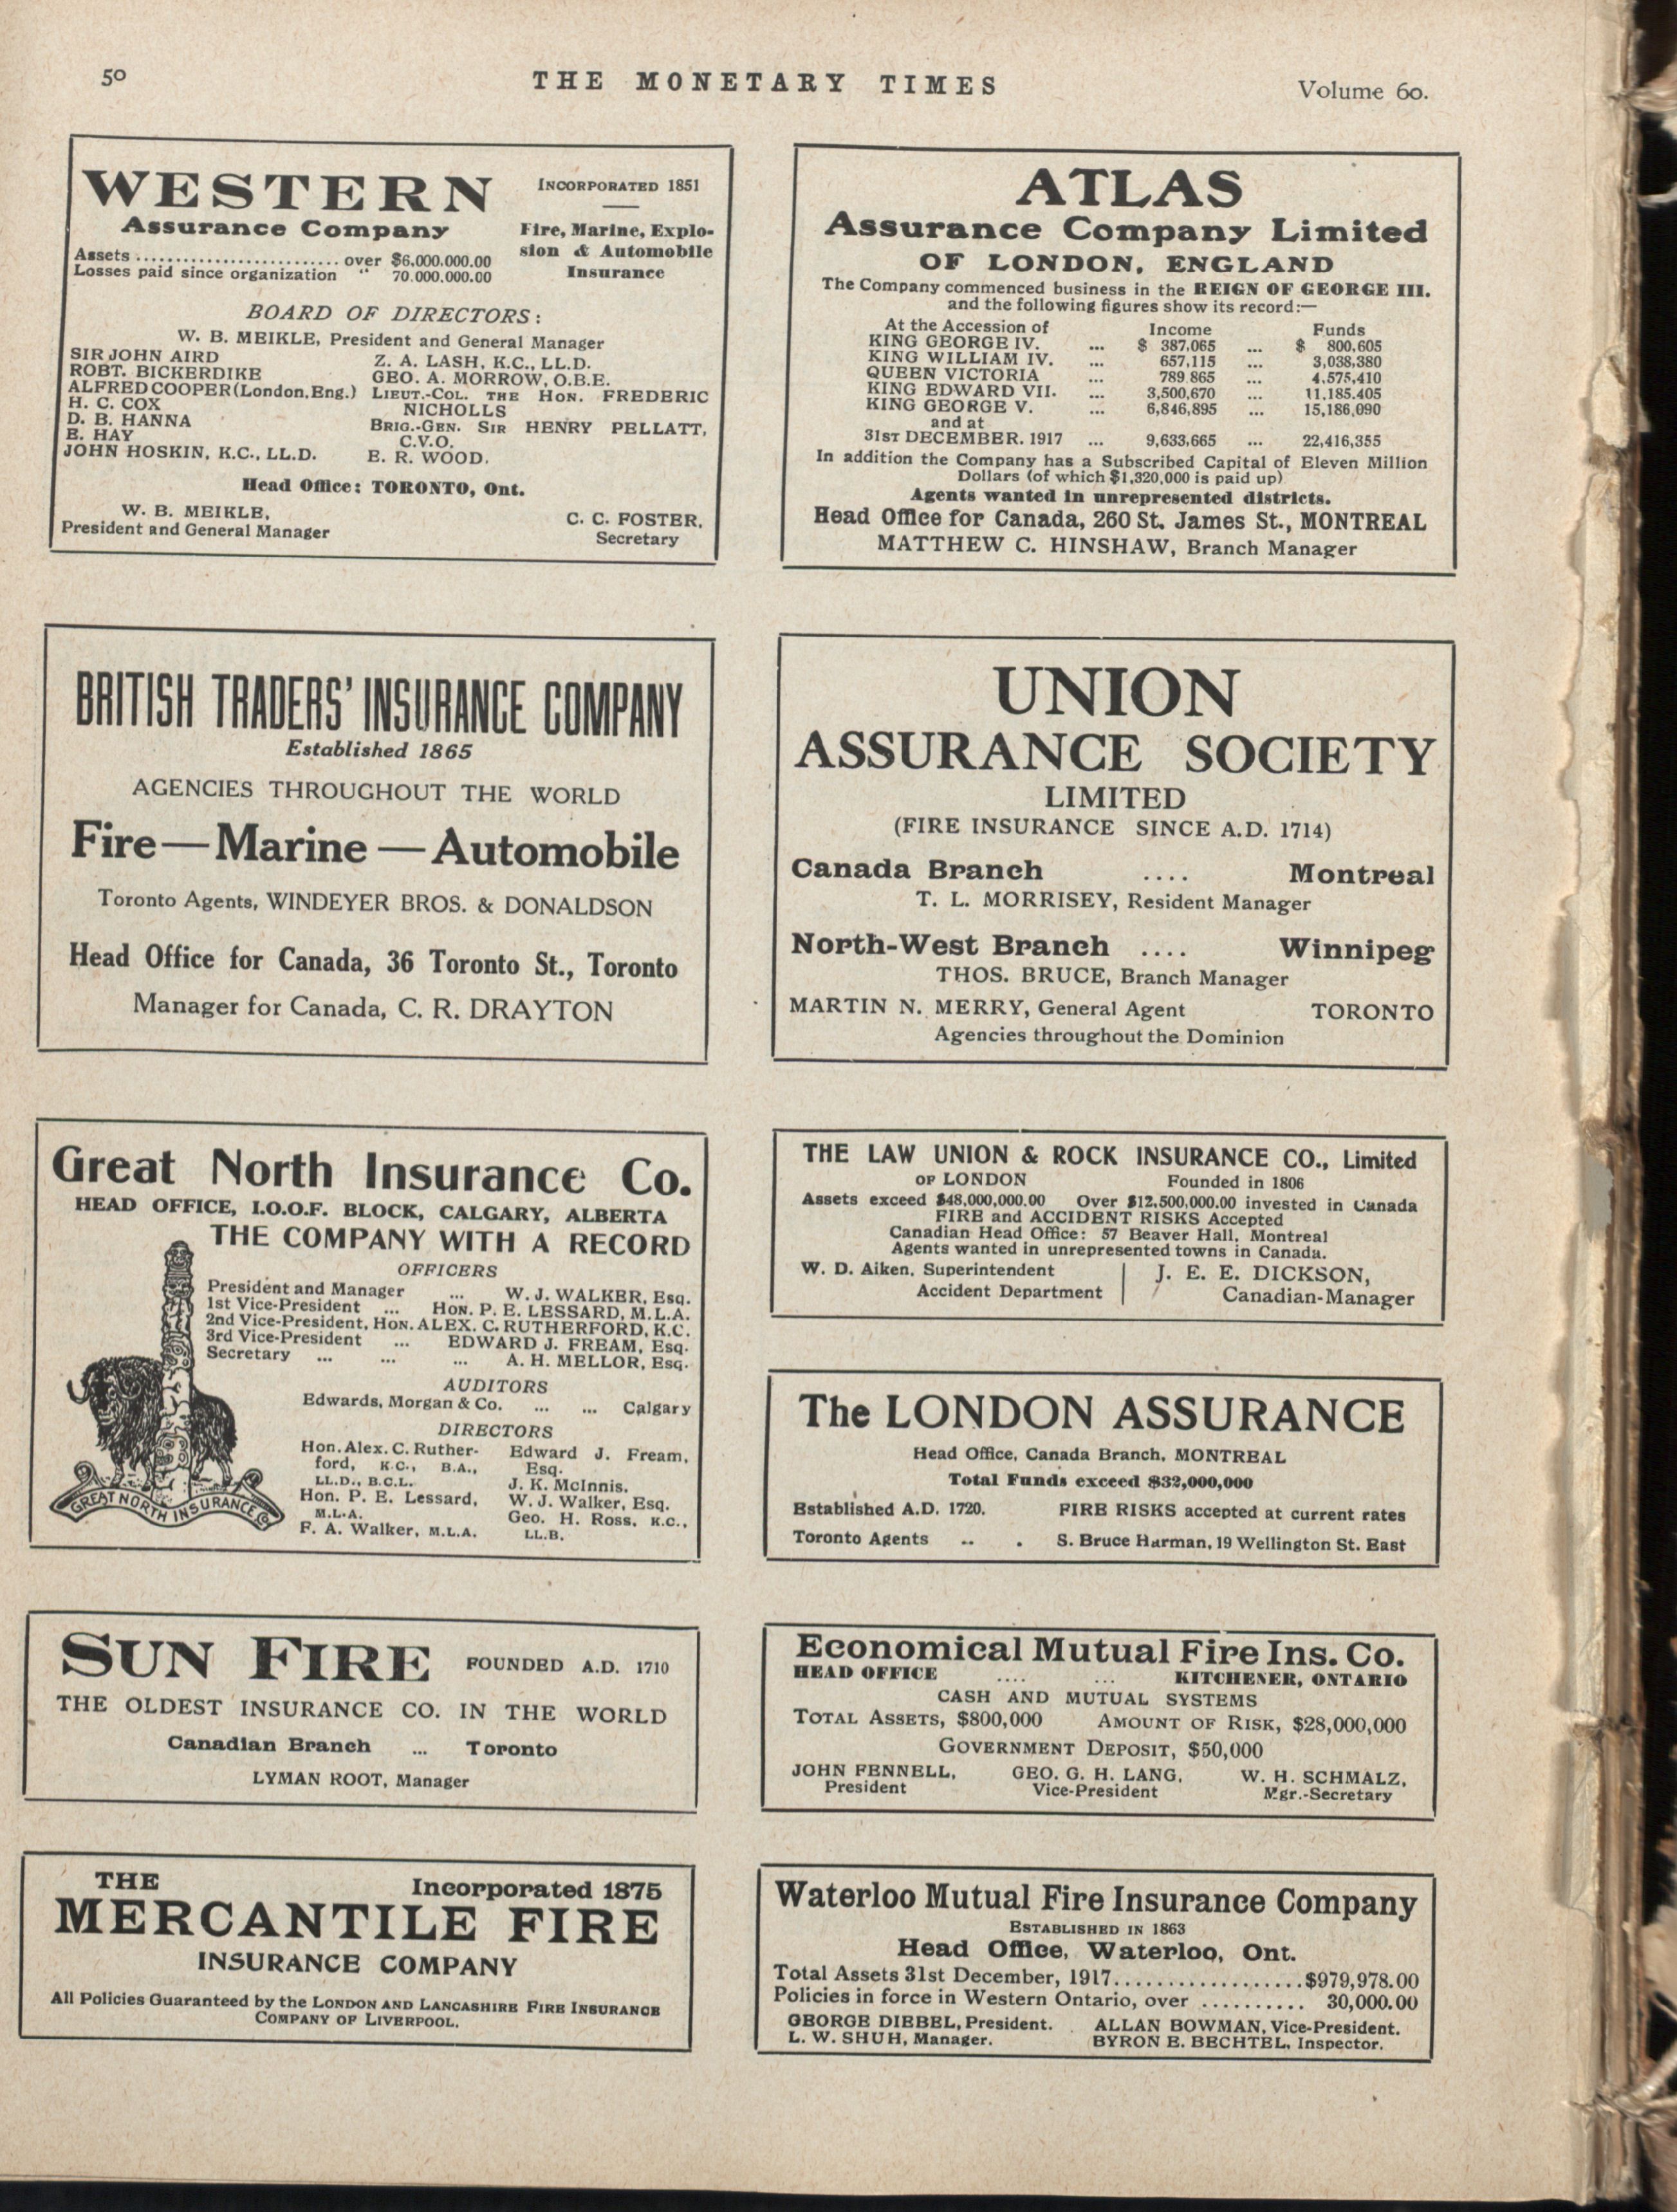 50
THE MONETARY TIMES
Volume 60.
WESTERN
Assurance Company
INCORPORATED 1851
Fire, Marine, Explo-
sion & Automobile
Insurance
Assets .......................... over $6.000.000.00
Losses paid since organization “ 70.000.000.00
BOARD OF DIRECTORS:
W. B. MEIKLE, President and General Manager
SIR JOHN AIRD
ROBT. BICKERDIKE
ALFRED COOPER (London, Eng.)
H. C. COX
D. B. HANNA
E. HAY
JOHN HOSKIN, K.C., LL.D.
Z. A. LASH, K.C., LL.D.
GEO. A. MORROW, O.B.E.
LIEUT.-COL. THE HON. FREDERIC
NICHOLLS
BRIG.-GEN. SIR HENRY PELLATT,
C.V.O.
E. R. WOOD.
Head Office: TORONTO, Ont.
W. B. MEIKLE,
President and General Manager
C. C. FOSTER,
Secretary
ATLAS
Assurance Company Limited
OF LONDON, ENGLAND
The Company commenced business in the REIGN OF GEORGE III.
and the following figures show its record:—
At the Accession of Income Funds
KING GEORGE IV. ... $ 387,065 ... $ 800,605
KING WILLIAM IV. ... 657,115 ... 3,038,380
QUEEN VICTORIA ... 789.865 ... 4,575,410
KING EDWARD VII. ... 3,500,670 ... 11,185,405
KING GEORGE V. ... 6,846,895 ... 15,186,090
and at
31ST DECEMBER. 1917 ... 9,633,665 ... 22,416,355
In addition the Company has a Subscribed Capital of Eleven Million
Dollars (of which $1,320,000 is paid up)
Agents wanted in unrepresented districts.
Head Office for Canada, 260 St. James St., MONTREAL
MATTHEW C. HINSHAW, Branch Manager
BRITISH TRADERS' INSURANCE COMPANY
Established 1865
AGENCIES THROUGHOUT THE WORLD
Fire—Marine—Automobile
Toronto Agents, WINDEYER BROS. & DONALDSON
Head Office for Canada, 36 Toronto St., Toronto
Manager for Canada, C. R. DRAYTON
UNION
ASSURANCE SOCIETY
LIMITED
(FIRE INSURANCE SINCE A.D. 1714)
Canada Branch .... Montreal
T. L. MORRISEY, Resident Manager
North-West Branch .... Winnipeg
THOS. BRUCE, Branch Manager
MARTIN N. MERRY, General Agent TORONTO
Agencies throughout the Dominion
Great North Insurance Co.
HEAD OFFICE, I.O.O.F. BLOCK, CALGARY, ALBERTA
THE COMPANY WITH A RECORD
OFFICERS
President and Manager ... W. J. WALKER, Esq.
1st Vice-President ... HON. P. E. LESSARD, M.L.A.
2nd Vice-President, HON. ALEX. C. RUTHERFORD, K.C.
3rd Vice-President ... EDWARD J. FREAM, Esq.
Secretary ... ... ... A. H. MELLOR, Esq.
AUDITORS
Edwards, Morgan & Co. ... ... Calgary
DIRECTORS
Hon. Alex. C. Ruther-
ford, K.C., B.A.,
LL.D., B.C.L.
Hon. P. E. Lessard,
M.L.A.
F. A. Walker, M.L.A.
Edward J. Fream,
Esq.
J. K. McInnis.
W. J. Walker, Esq.
Geo. H. Ross, K.C.,
LL.B.
GREAT NORTH INSURANCE Co
THE LAW UNION & ROCK INSURANCE CO., Limited
OF LONDON Founded in 1806
Assets exceed $48,000,000.00 Over $12,500,000.00 invested in Canada
FIRE and ACCIDENT RISKS Accepted
Canadian Head Office: 57 Beaver Hall, Montreal
Agents wanted in unrepresented towns in Canada.
W. D. Aiken, Superintendent
Accident Department
J. E. E. DICKSON,
Canadian-Manager
The LONDON ASSURANCE
Head Office, Canada Branch, MONTREAL
Total Funds exceed $32,000,000
Established A.D. 1720. FIRE RISKS accepted at current rates
Toronto Agents .. . S. Bruce Harman, 19 Wellington St. East
SUN FIRE
FOUNDED A.D. 1710
THE OLDEST INSURANCE CO. IN THE WORLD
Canadian Branch ... Toronto
LYMAN ROOT, Manager
Economical Mutual Fire Ins. Co.
HEAD OFFICE .... ... KITCHENER, ONTARIO
CASH AND MUTUAL SYSTEMS
TOTAL ASSETS, $800,000 AMOUNT OF RISK, $28,000,000
GOVERNMENT DEPOSIT, $50,000
JOHN FENNELL, GEO. G. H. LANG, W. H. SCHMALZ,
President Vice-President Mgr.-Secretary
THE Incorporated 1875
MERCANTILE FIRE
INSURANCE COMPANY
All Policies Guaranteed by the LONDON AND LANCASHIRE FIRE INSURANCE
COMPANY OF LIVERPOOL.
Waterloo Mutual Fire Insurance Company
ESTABLISHED IN 1863
Head Office, Waterloo, Ont.
Total Assets 31st December, 1917..................$979,978.00
Policies in force in Western Ontario, over .......... 30,000.00
GEORGE DIEBEL, President. ALLAN BOWMAN, Vice-President.
L. W. SHUH, Manager. BYRON E. BECHTEL, Inspector.